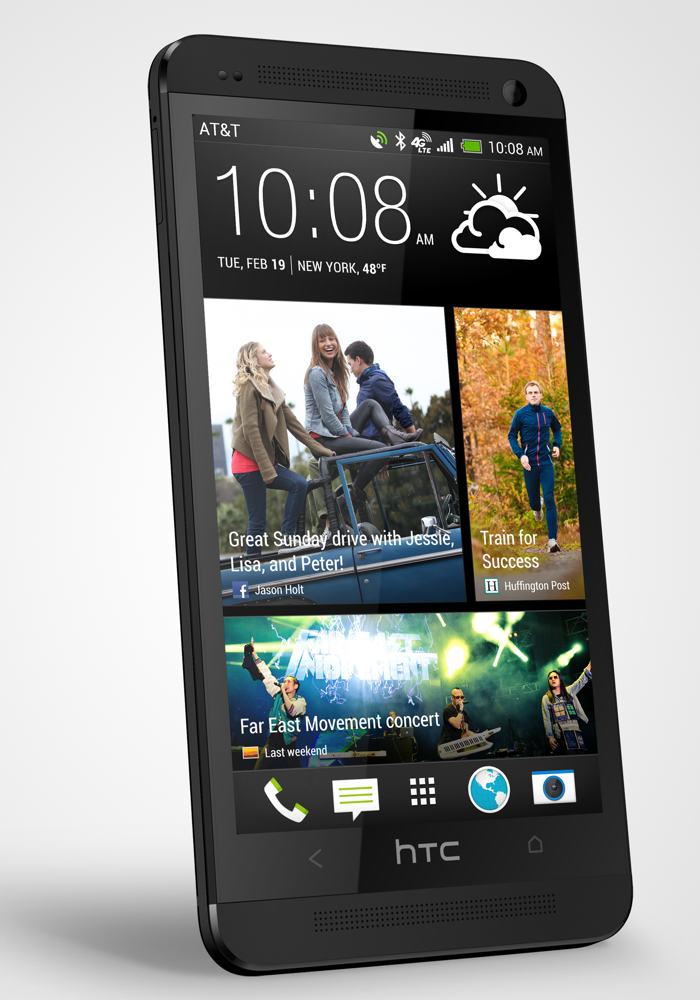 AT&T
4G LTE 10:08 AM
10:08 AM
TUE, FEB 19 | NEW YORK, 48ºF
Great Sunday drive with Jessie,
Lisa, and Peter!
f Jason Holt
Train for
Success
H Huffington Post
FAR EAST
MOVEMENT
Far East Movement concert
Last weekend
hTC